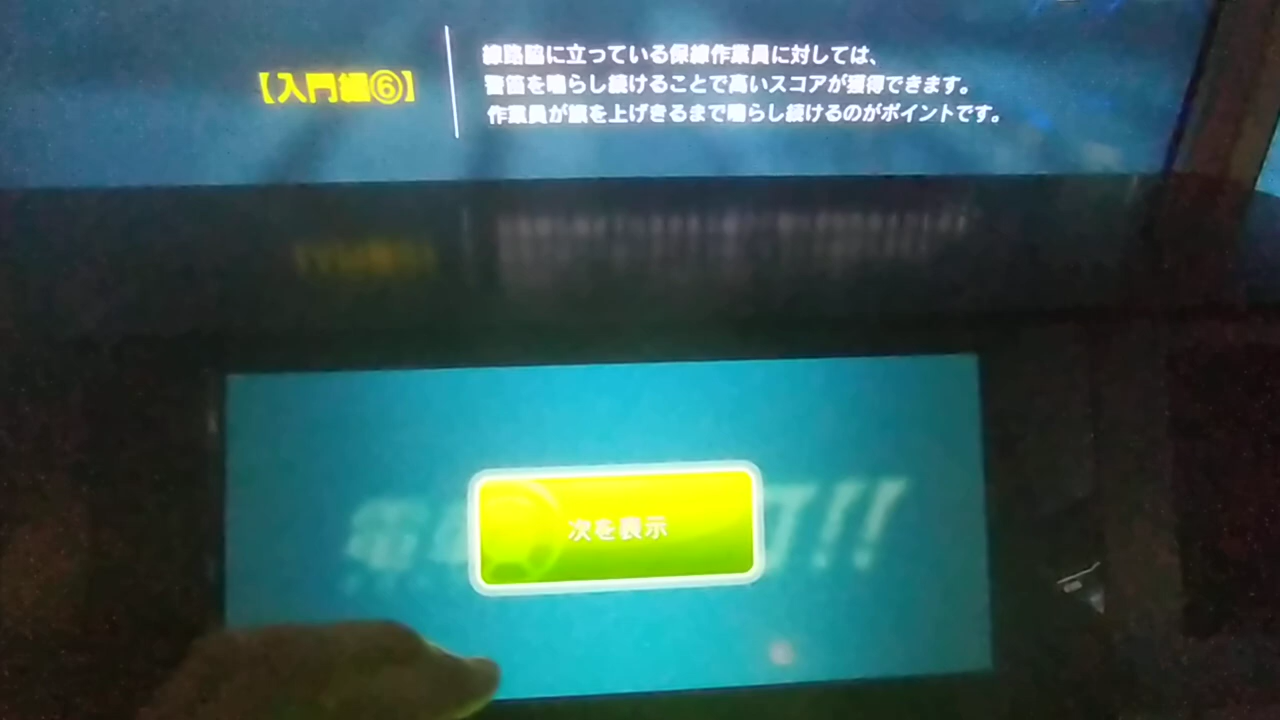 【入門編⑥】
線路脇に立っている保線作業員に対しては、
警笛を鳴らし続けることで高いスコアが獲得できます。
作業員が旗を上げきるまで鳴らし続けるのがポイントです。
次を表示
!!